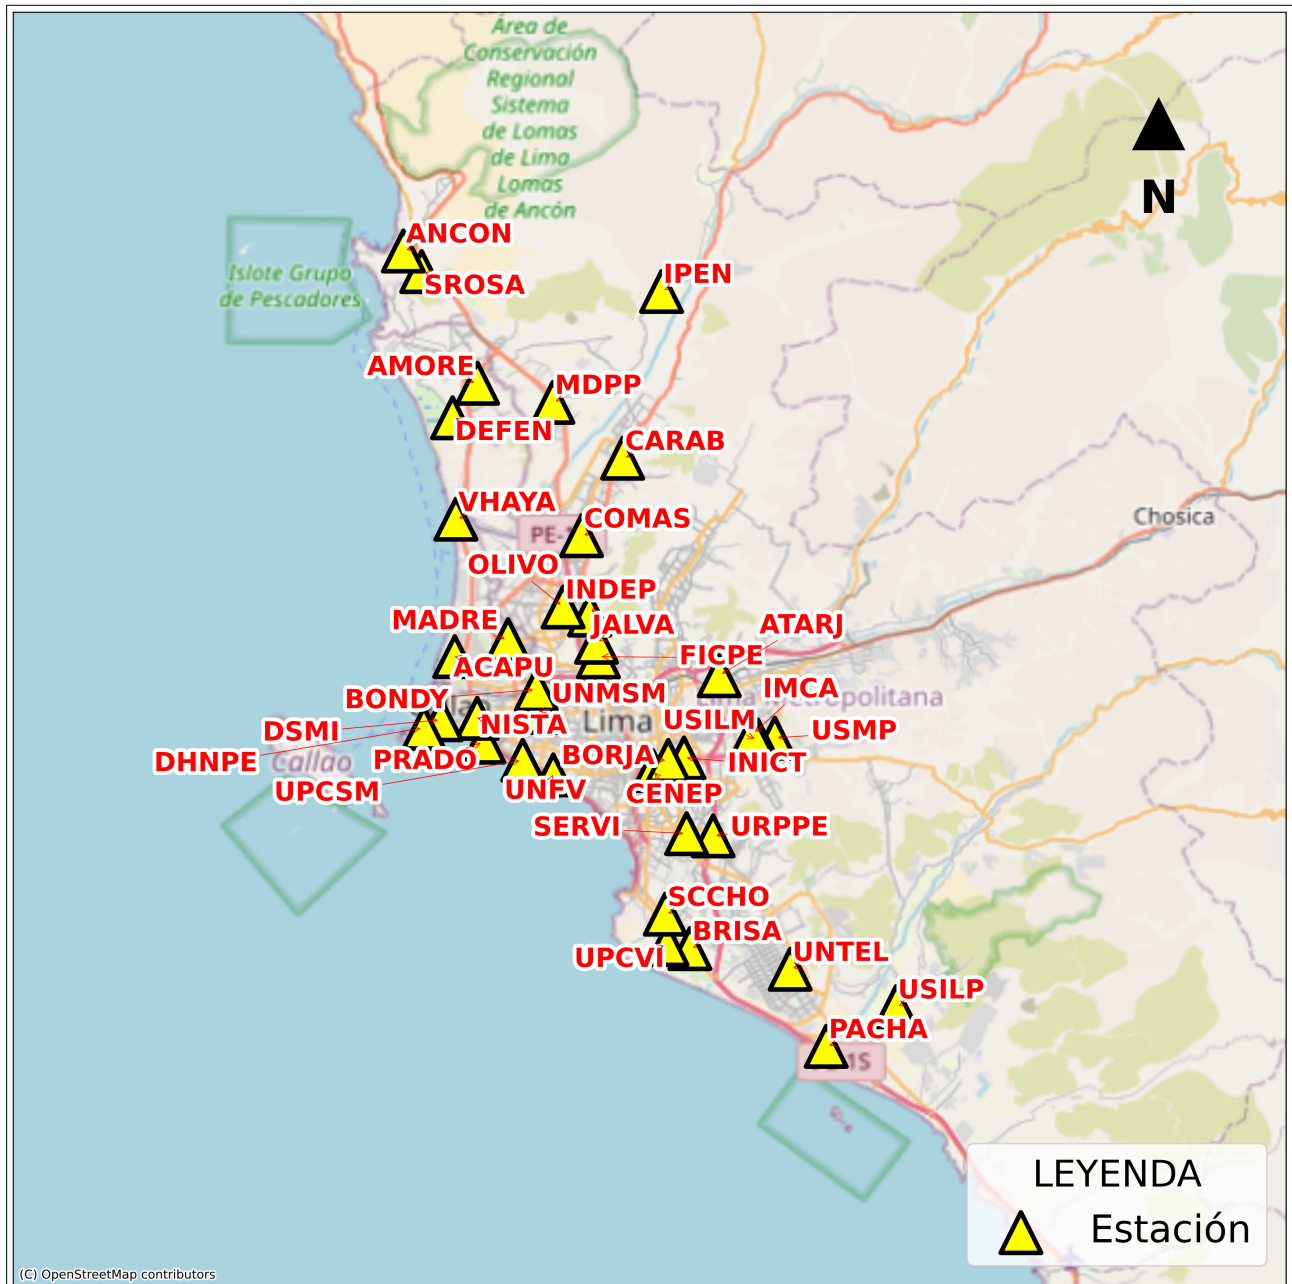 Área de
Conservación
Regional
Sistema
de Lomas
de Lima
Lomas
de Ancón
N
ANCON
SROSA
IPEN
Islote Grupo
de Pescadores
AMORE
MDPP
DEFEN
CARAB
VHAYA
COMAS
PE-1
Chosica
OLIVO
INDEP
MADRE
JALVA
ATARJ
FICPE
ACAPU
IMCA
BONDY
UNMSM
Lima Metropolitana
DSMI
NISTA
Lima
USILM
USMP
DHNPE
Callao
PRADO
BORJA
INICT
UPCSM
UNFV
CENEP
SERVI
URPPE
SCCHO
BRISA
UPCVI
UNTEL
USILP
PACHA
1S
LEYENDA
Estación
(C) OpenStreetMap contributors